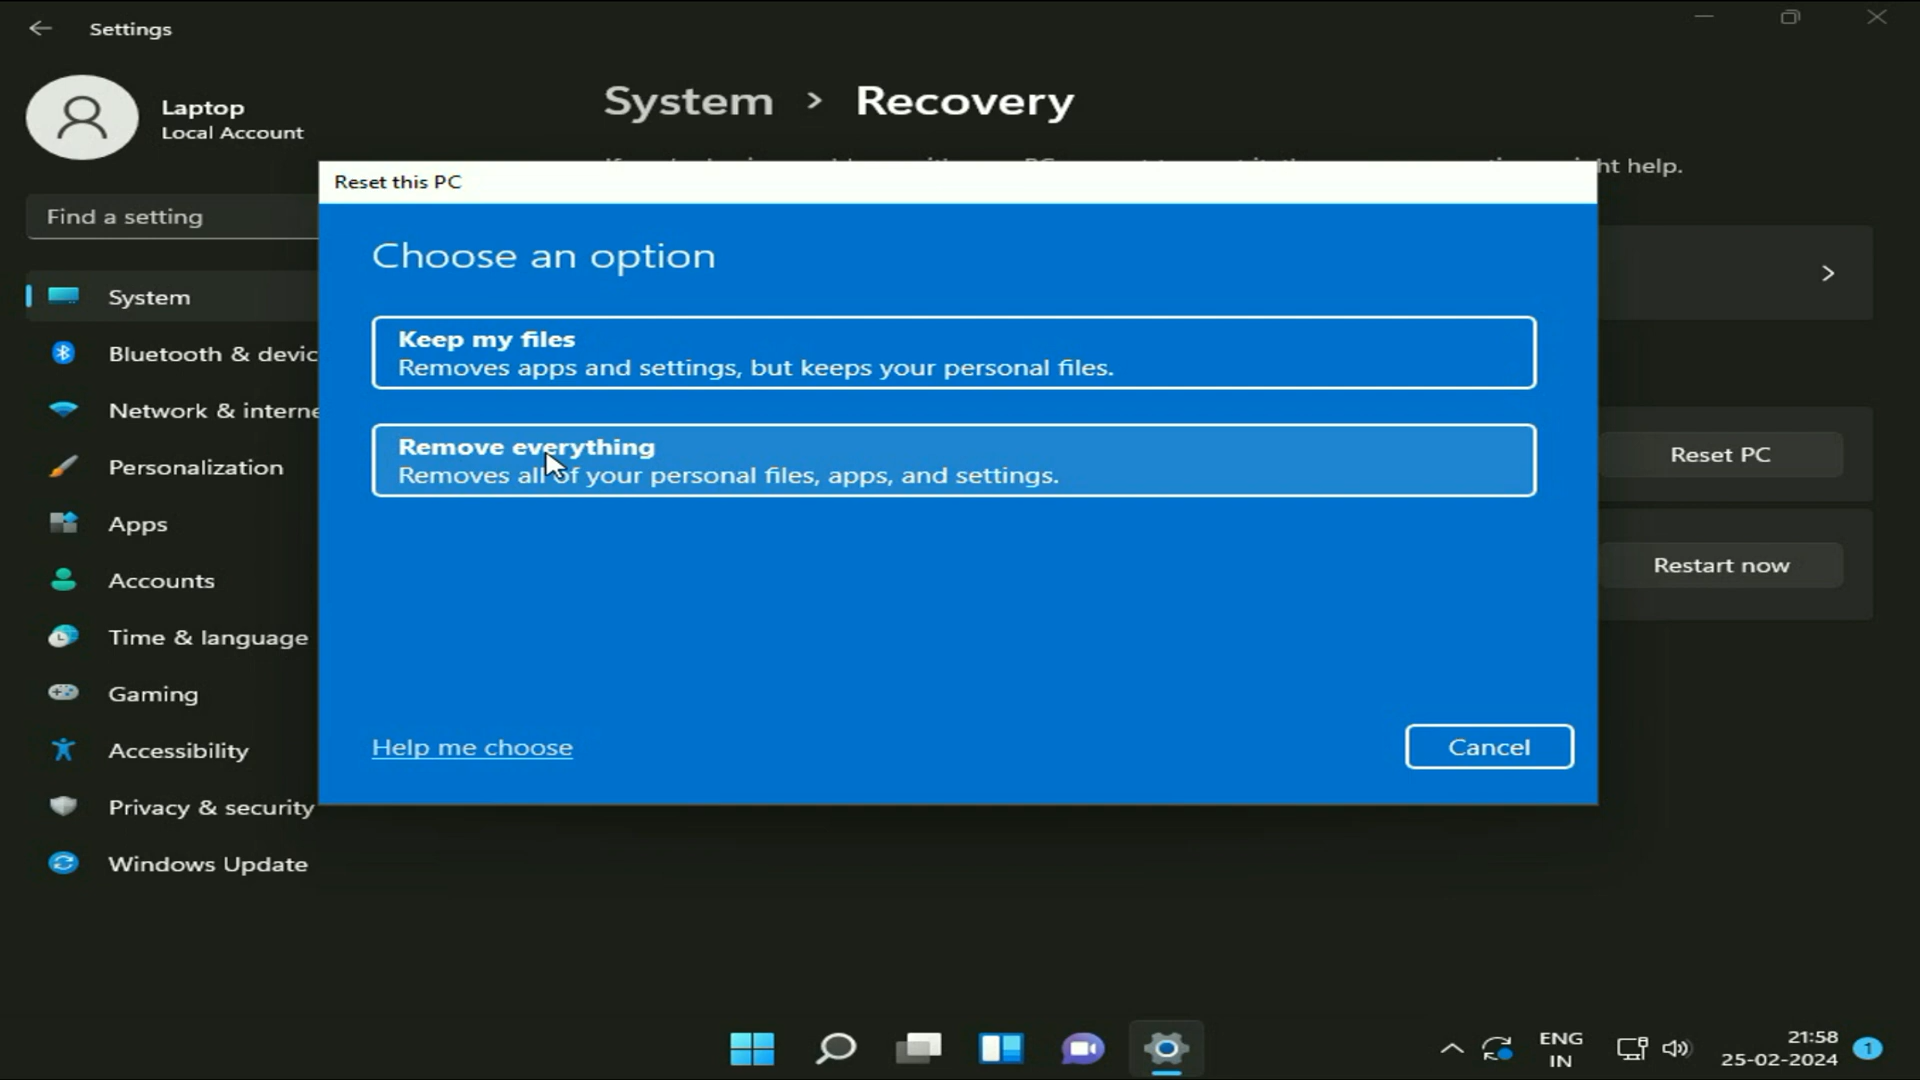 Settings
Laptop
Local Account
System > Recovery
ht help.
Find a setting
Reset this PC
Choose an option
Keep my files
Removes apps and settings, but keeps your personal files.
Remove everything
Removes all of your personal files, apps, and settings.
Help me choose
Cancel
System
Bluetooth & devic
Network & interne
Personalization
Apps
Accounts
Time & language
Gaming
Accessibility
Privacy & security
Windows Update
Reset PC
Restart now
ENG
IN
21:58
25-02-2024
1